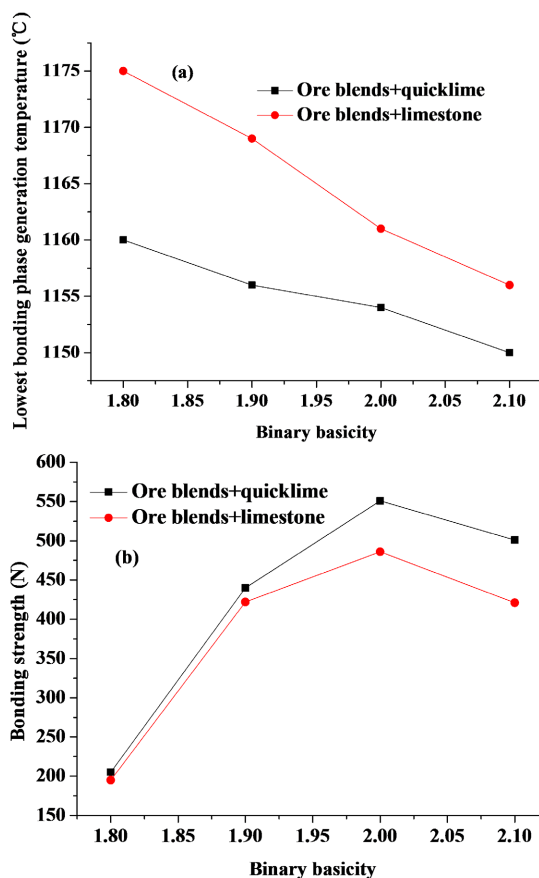 Lowest bonding phase generation temperature (℃)
1175
1170
1165
1160
1155
1150
(a)
Ore blends+quicklime
Ore blends+limestone
1.80 1.85 1.90 1.95 2.00 2.05 2.10
Binary basicity
Bonding strength (N)
600
550
500
450
400
350
300
250
200
150
Ore blends+quicklime
Ore blends+limestone
(b)
1.80 1.85 1.90 1.95 2.00 2.05 2.10
Binary basicity